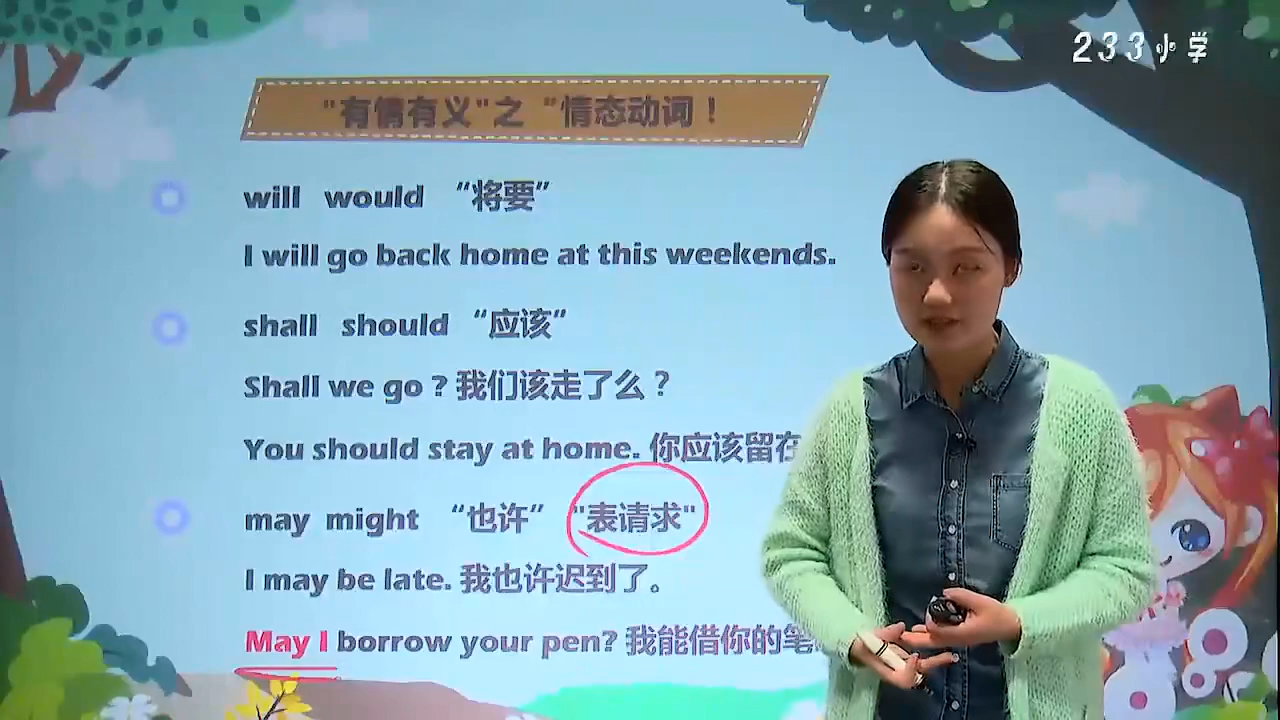 233小学
"有情有义"之 "情态动词！
will would “将要”
I will go back home at this weekends.
shall should “应该”
Shall we go ? 我们该走了么？
You should stay at home. 你应该留在
may might “也许” "表请求"
I may be late. 我也许迟到了。
May I borrow your pen? 我能借你的笔